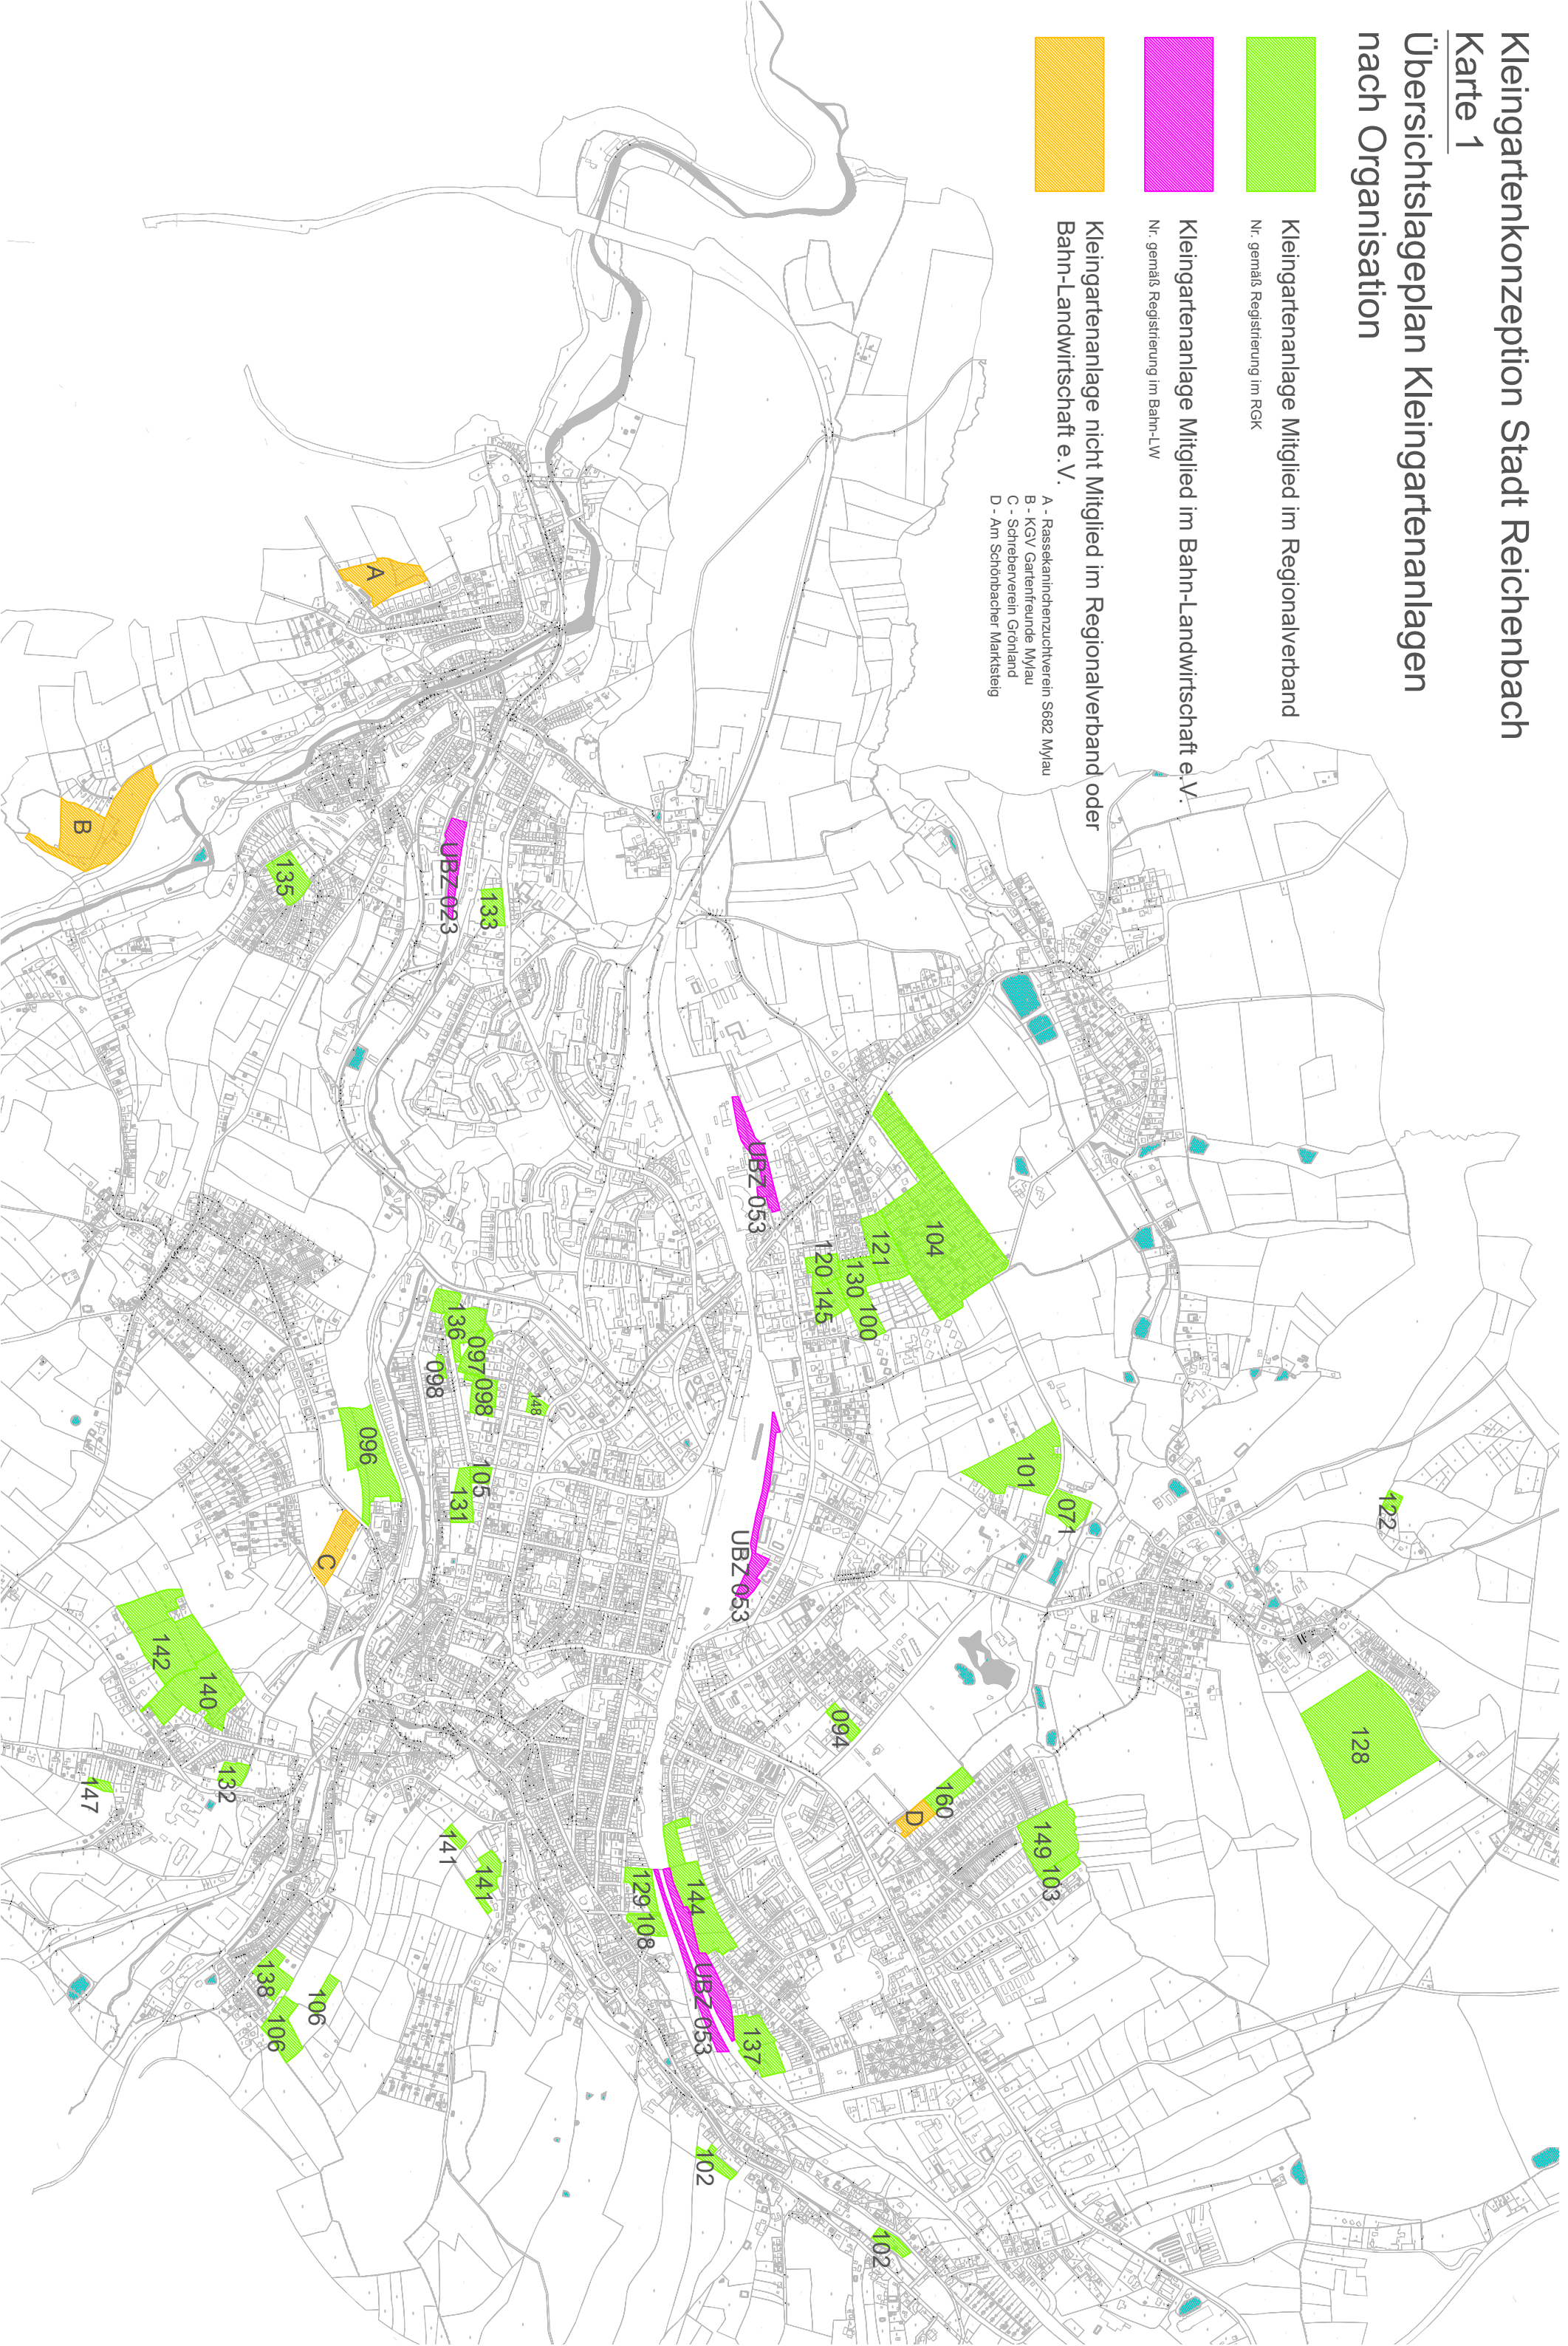 Kleingartenkonzeption Stadt Reichenbach
Karte 1
Übersichtslageplan Kleingartenanlagen
nach Organisation
Kleingartenanlage Mitglied im Regionalverband
Nr. gemäß Registrierung im RGK
Kleingartenanlage Mitglied im Bahn-Landwirtschaft e.V.
Nr. gemäß Registrierung im Bahn-LW
Kleingartenanlage nicht Mitglied im Regionalverband oder
Bahn-Landwirtschaft e.V.
A - Rassekaninchenzuchtverein S682 Mylau
B - KGV Gartenfreunde Mylau
C - Schreberverein Grönland
D - Am Schönbacher Marktsteig
122
128
071
101
104
121
130
100
120
145
149
103
160
D
094
UBZ 053
UBZ 053
137
144
UBZ 053
129
108
102
102
133
UBZ 023
148
136
097
098
098
105
131
141
141
A
096
C
135
106
106
138
132
140
142
147
B